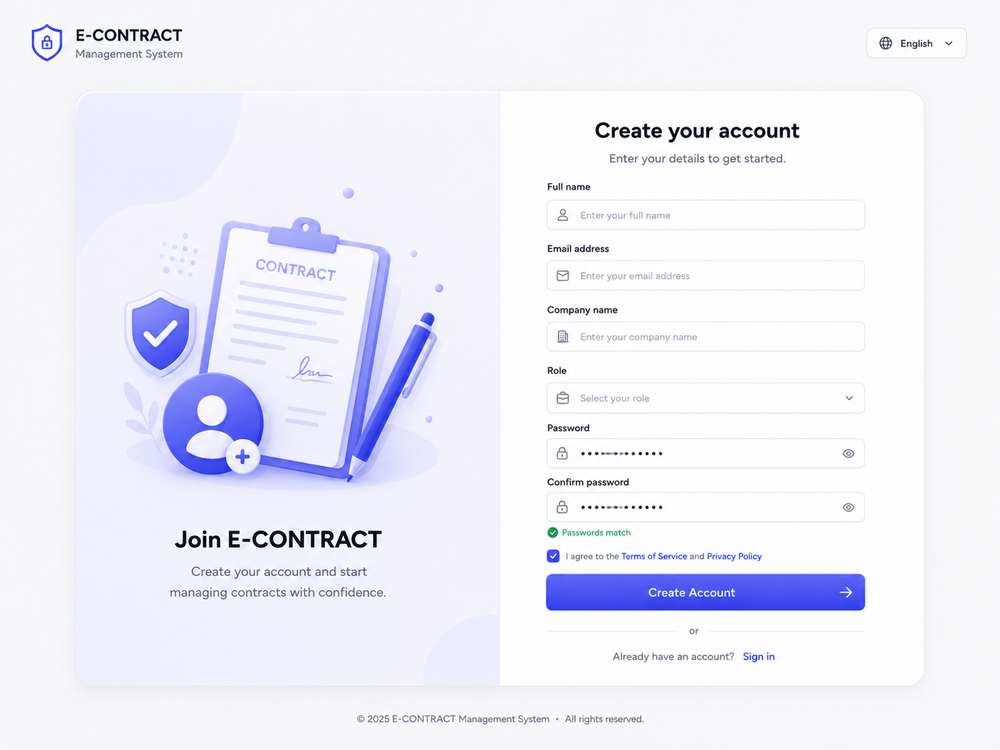 E-CONTRACT
Management System
English
CONTRACT
Join E-CONTRACT
Create your account and start
managing contracts with confidence.
Create your account
Enter your details to get started.
Full name
Enter your full name
Email address
Enter your email address
Company name
Enter your company name
Role
Select your role
Password
Confirm password
Passwords match
I agree to the Terms of Service and Privacy Policy
Create Account
or
Already have an account? Sign in
© 2025 E-CONTRACT Management System • All rights reserved.